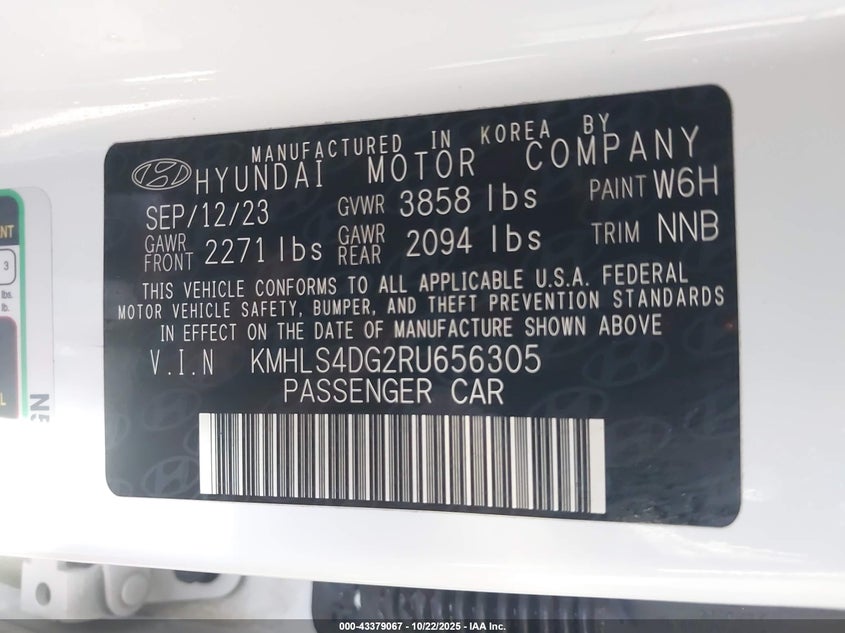 MANUFACTURED IN KOREA BY
HYUNDAI MOTOR COMPANY
SEP/12/23 GVWR 3858 lbs PAINT W6H
GAWR FRONT 2271 lbs GAWR REAR 2094 lbs TRIM NNB
THIS VEHICLE CONFORMS TO ALL APPLICABLE U.S.A. FEDERAL
MOTOR VEHICLE SAFETY, BUMPER, AND THEFT PREVENTION STANDARDS
IN EFFECT ON THE DATE OF MANUFACTURE SHOWN ABOVE
V.I.N KMHLS4DG2RU656305
PASSENGER CAR
3
lbs.
lb.
000-43379067 - 10/22/2025 - IAA Inc.